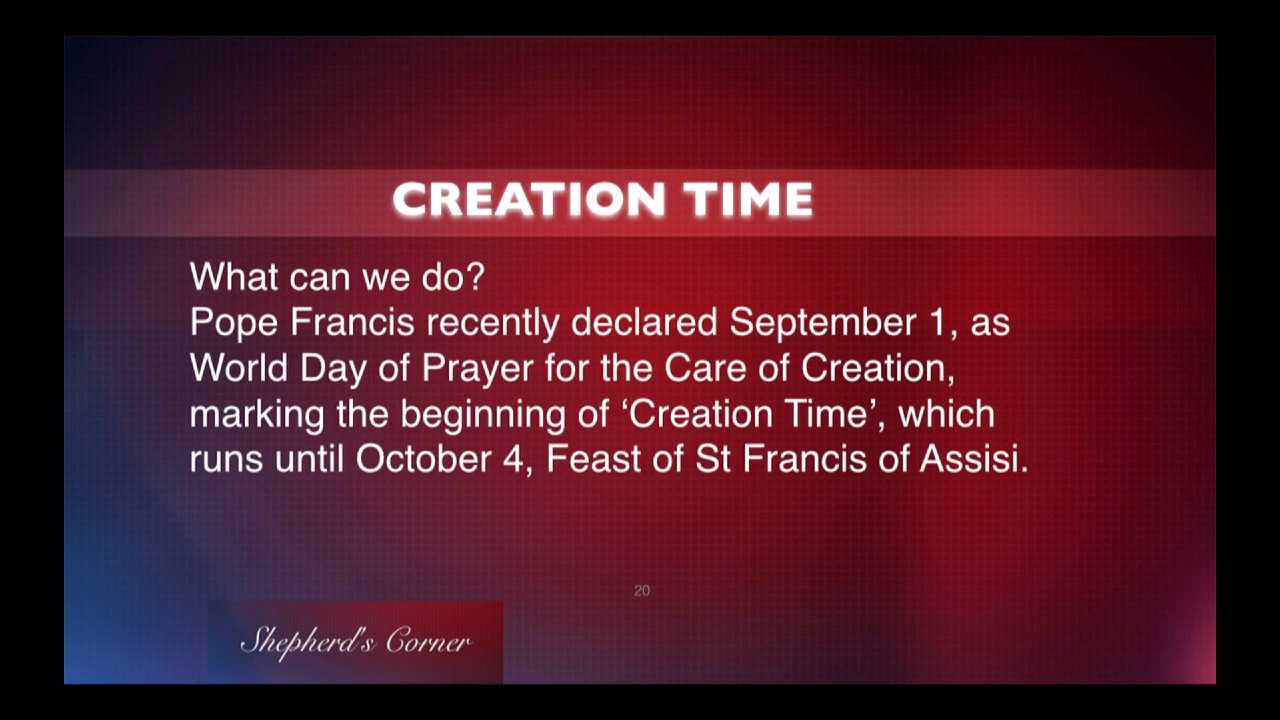 CREATION TIME
What can we do?
Pope Francis recently declared September 1, as
World Day of Prayer for the Care of Creation,
marking the beginning of ‘Creation Time’, which
runs until October 4, Feast of St Francis of Assisi.
20
Shepherd's Corner